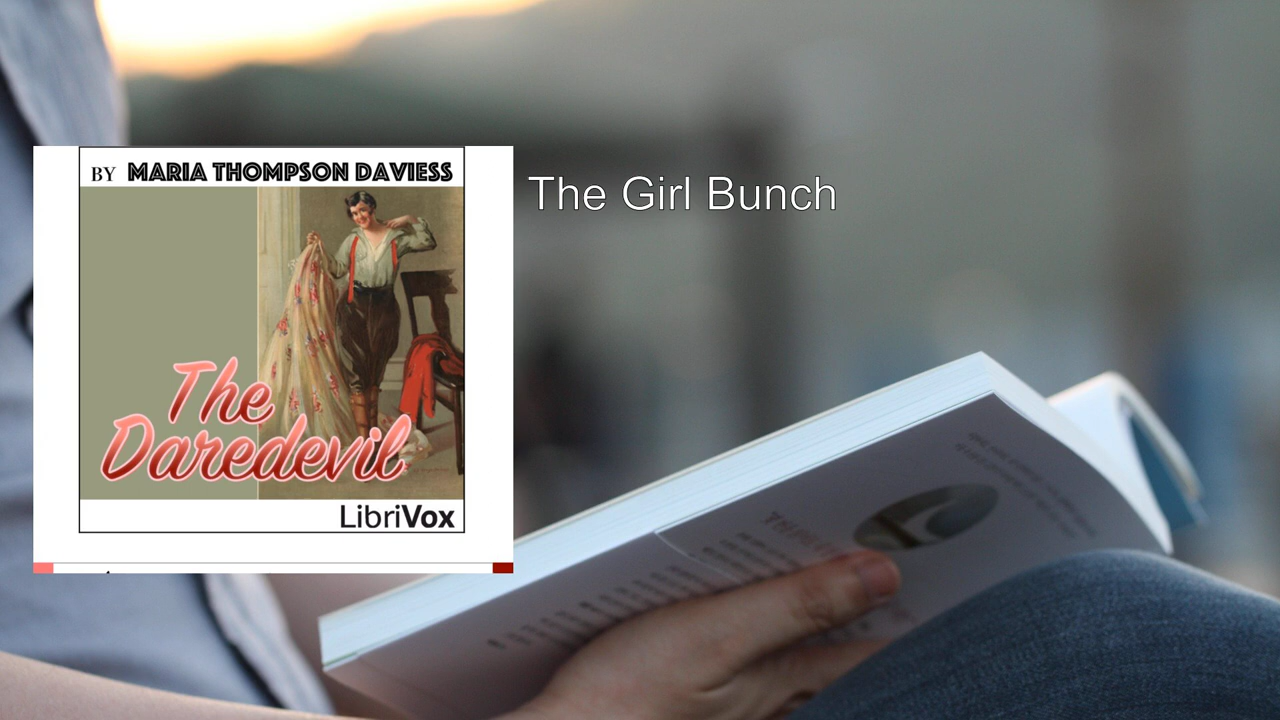 BY MARIA THOMPSON DAVIESS
The Girl Bunch
The
Daredevil
LibriVox